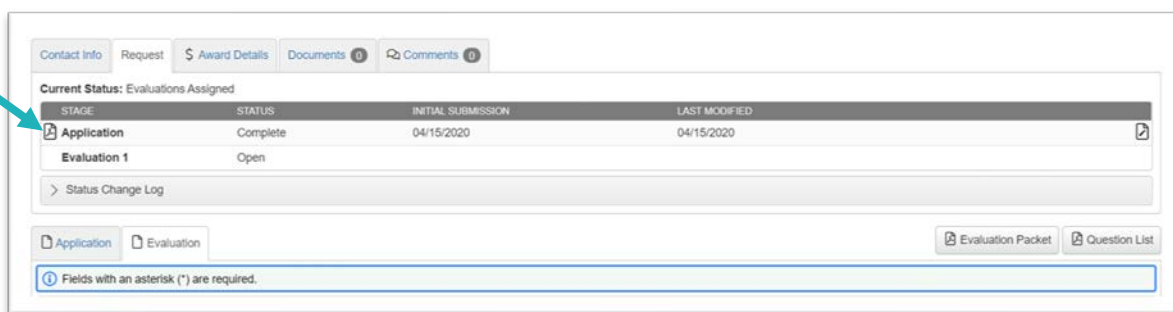 Contact Info Request $ Award Details Documents 0 Comments 0
Current Status: Evaluations Assigned
STAGE STATUS INITIAL SUBMISSION LAST MODIFIED
Application Complete 04/15/2020 04/15/2020
Evaluation 1 Open
> Status Change Log
Application Evaluation Evaluation Packet Question List
Fields with an asterisk (*) are required.